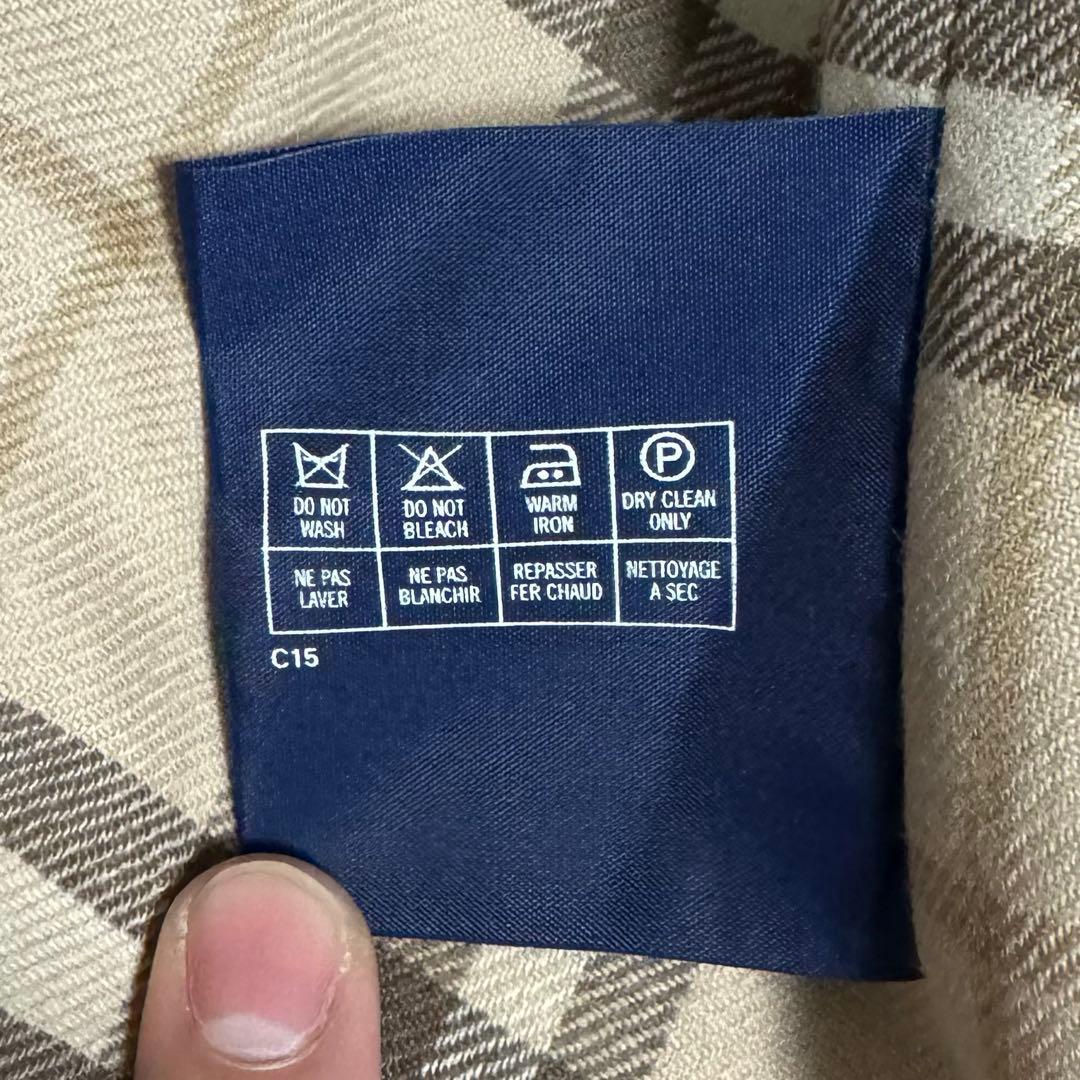 DO NOT
WASH
DO NOT
BLEACH
WARM
IRON
P
DRY CLEAN
ONLY
NE PAS
LAVER
NE PAS
BLANCHIR
REPASSER
FER CHAUD
NETTOYAGE
A SEC
C15